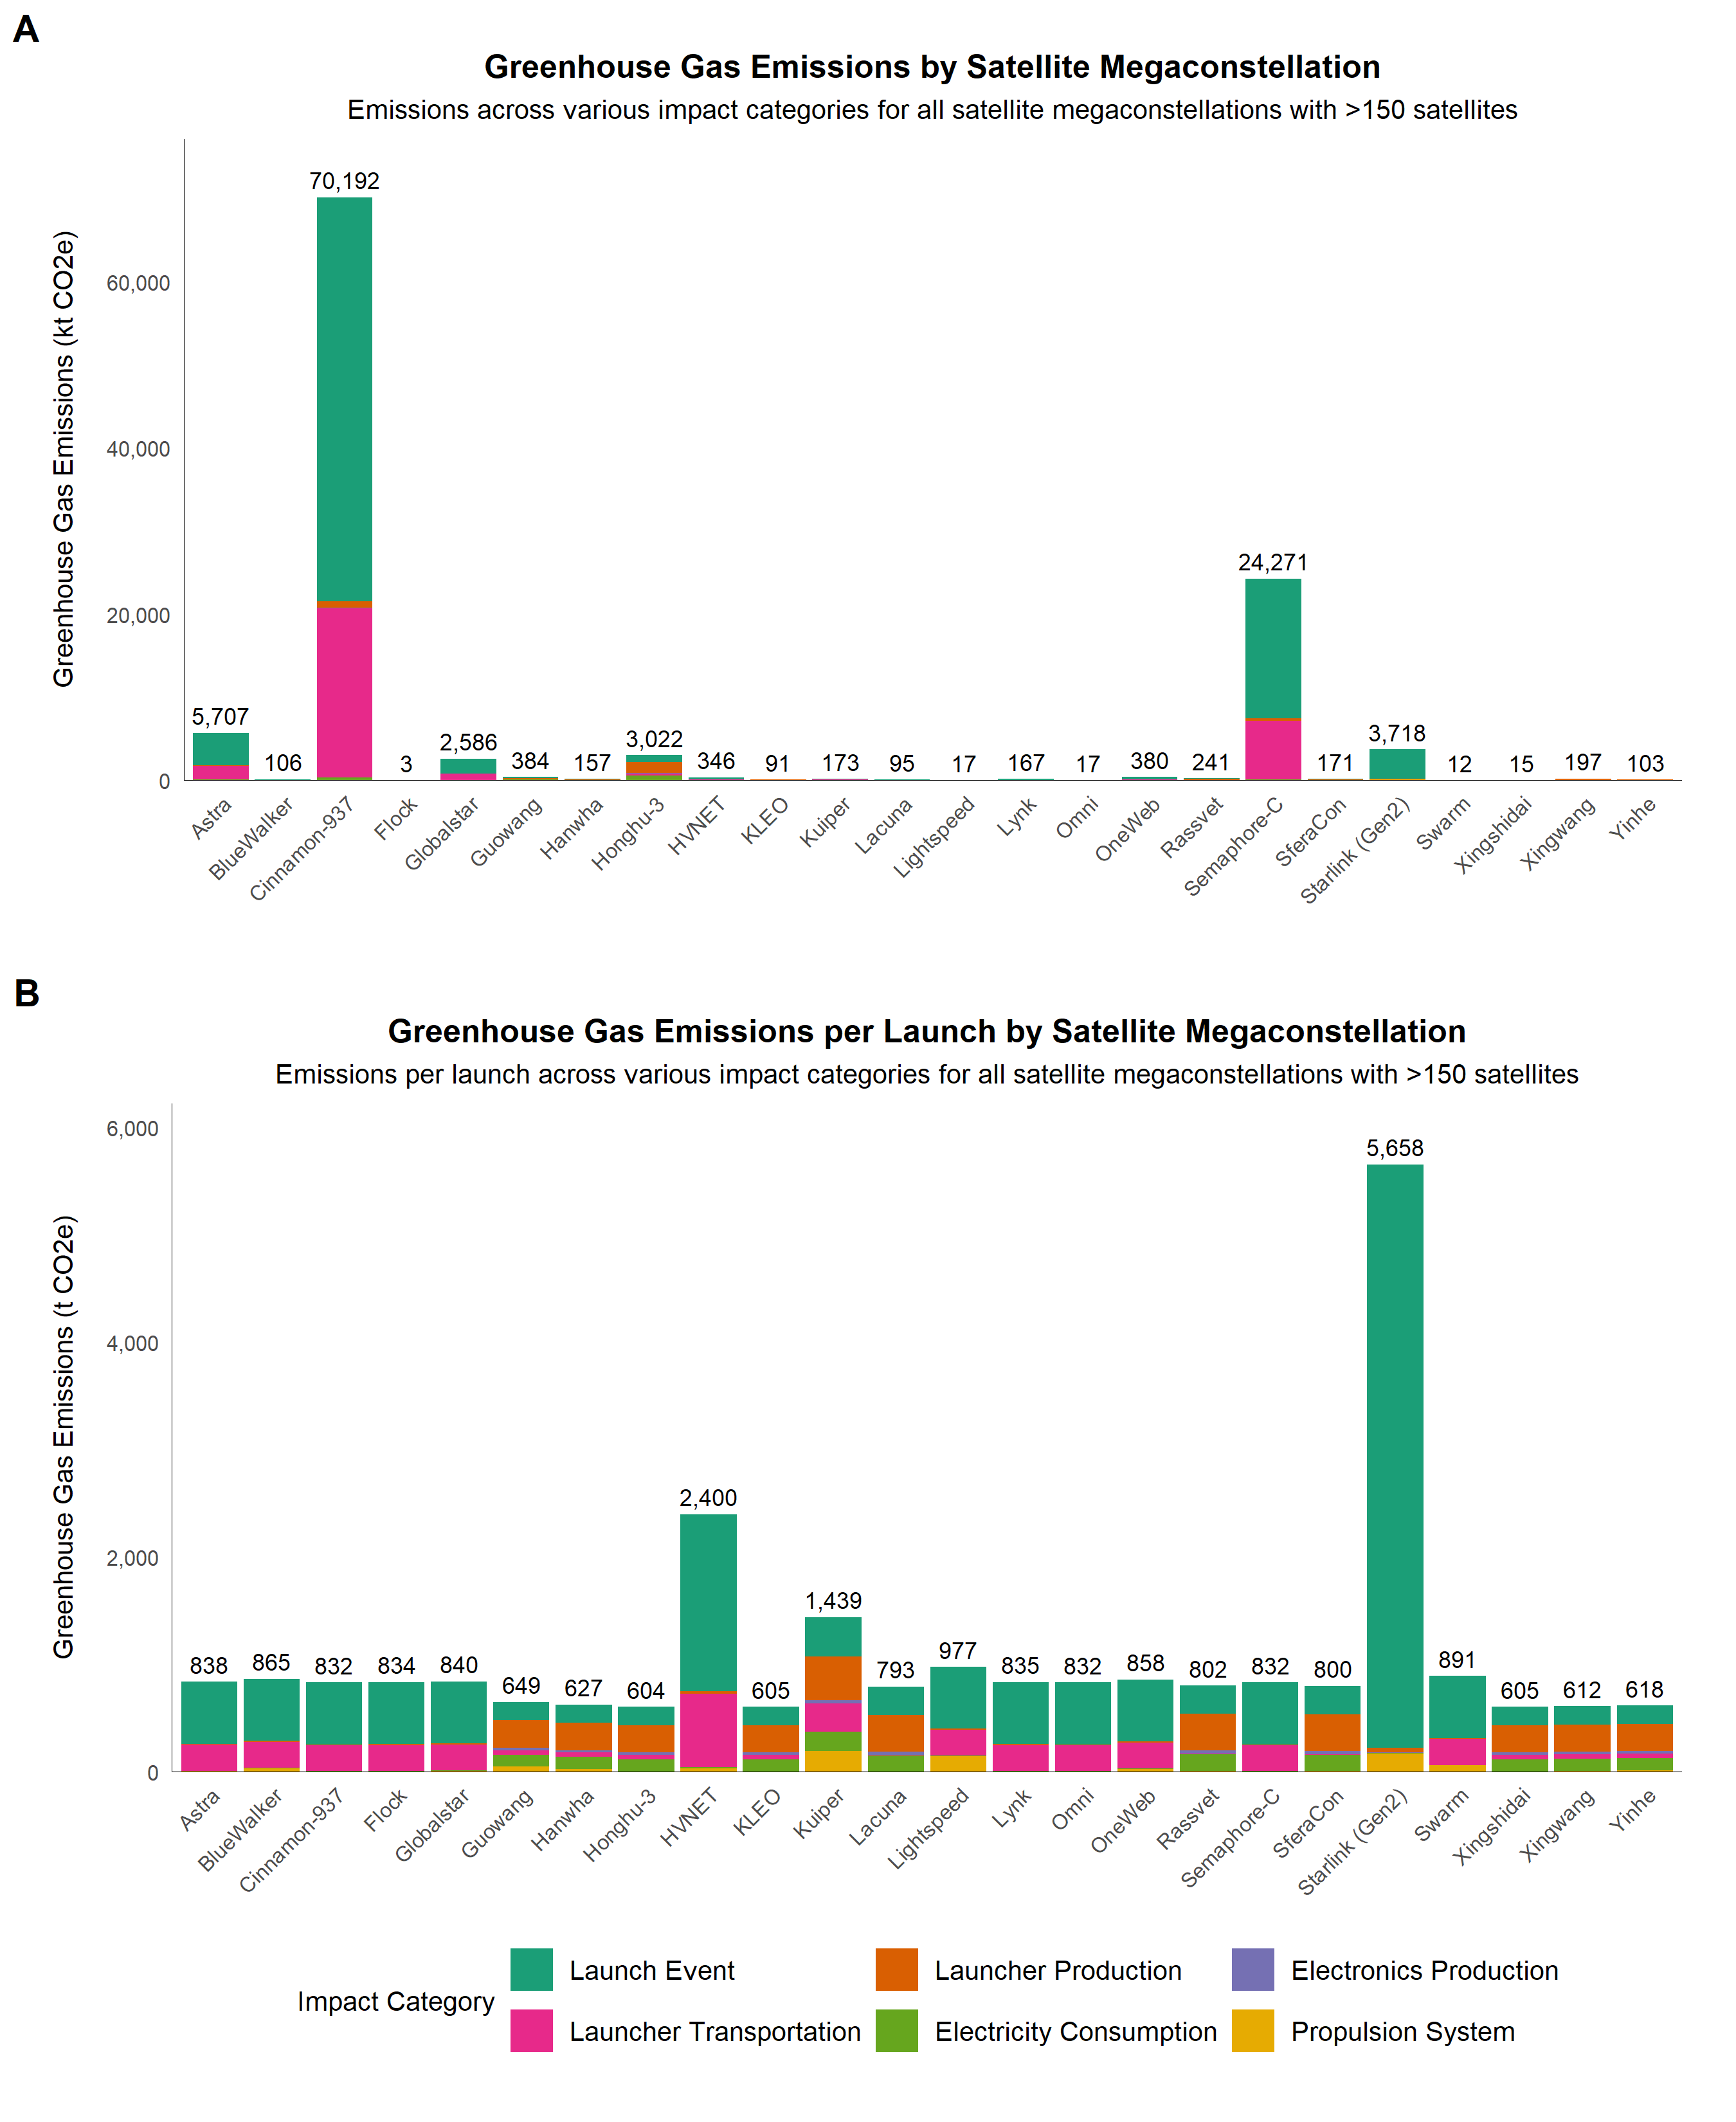 A
Greenhouse Gas Emissions by Satellite Megaconstellation
Emissions across various impact categories for all satellite megaconstellations with >150 satellites
Greenhouse Gas Emissions (kt CO2e)
60,000
40,000
20,000
0
5,707
106
70,192
3
2,586
384
157
3,022
346
91
173
95
17
167
17
380
241
24,271
171
3,718
12
15
197
103
Astra
BlueWalker
Cinnamon-937
Flock
Globalstar
Guowang
Hanwha
Honghu-3
HVNET
KLEO
Kuiper
Lacuna
Lightspeed
Lynk
Omni
OneWeb
Rassvet
Semaphore-C
SferaCon
Starlink (Gen2)
Swarm
Xingshidai
Xingwang
Yinhe
B
Greenhouse Gas Emissions per Launch by Satellite Megaconstellation
Emissions per launch across various impact categories for all satellite megaconstellations with >150 satellites
Greenhouse Gas Emissions (t CO2e)
6,000
4,000
2,000
0
838
865
832
834
840
649
627
604
2,400
605
1,439
793
977
835
832
858
802
832
800
5,658
891
605
612
618
Astra
BlueWalker
Cinnamon-937
Flock
Globalstar
Guowang
Hanwha
Honghu-3
HVNET
KLEO
Kuiper
Lacuna
Lightspeed
Lynk
Omni
OneWeb
Rassvet
Semaphore-C
SferaCon
Starlink (Gen2)
Swarm
Xingshidai
Xingwang
Yinhe
Impact Category
Launch Event
Launcher Production
Electronics Production
Launcher Transportation
Electricity Consumption
Propulsion System